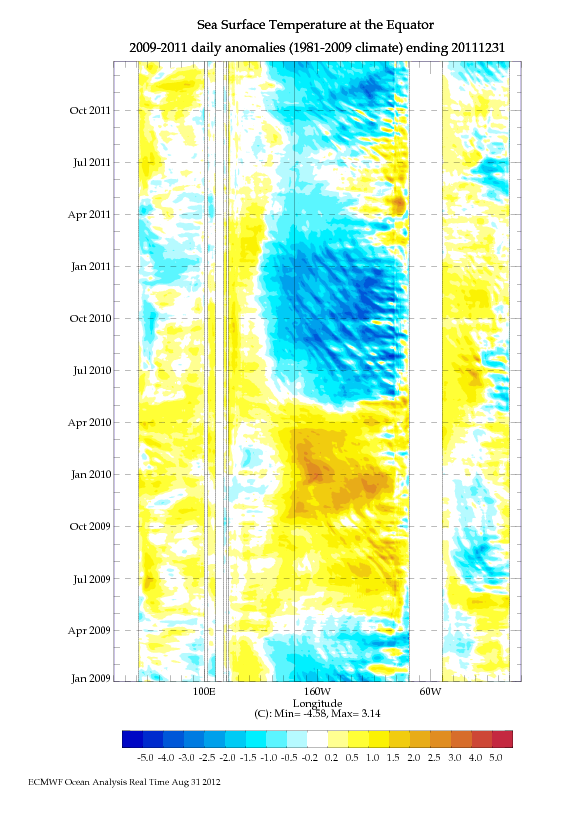 Sea Surface Temperature at the Equator
2009-2011 daily anomalies (1981-2009 climate) ending 20111231
Oct 2011
Jul 2011
Apr 2011
Jan 2011
Oct 2010
Jul 2010
Apr 2010
Jan 2010
Oct 2009
Jul 2009
Apr 2009
Jan 2009
100E 160W 60W
Longitude
(C): Min= -4.58, Max= 3.14
-5.0 -4.0 -3.0 -2.5 -2.0 -1.5 -1.0 -0.5 -0.2 0.2 0.5 1.0 1.5 2.0 2.5 3.0 4.0 5.0
ECMWF Ocean Analysis Real Time Aug 31 2012